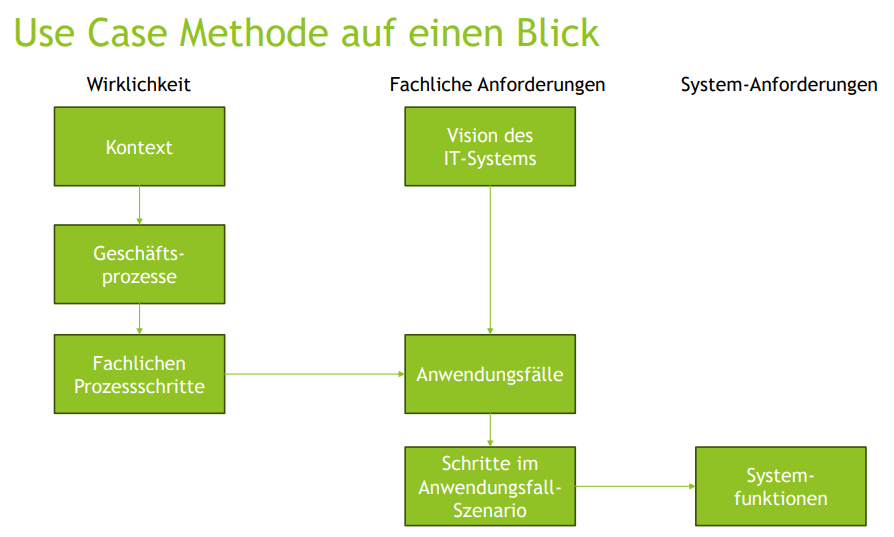 Use Case Methode auf einen Blick
Wirklichkeit
Fachliche Anforderungen
System-Anforderungen
Kontext
Vision des
IT-Systems
Geschäfts-
prozesse
Fachlichen
Prozessschritte
Anwendungsfälle
Schritte im
Anwendungsfall-
Szenario
System-
funktionen